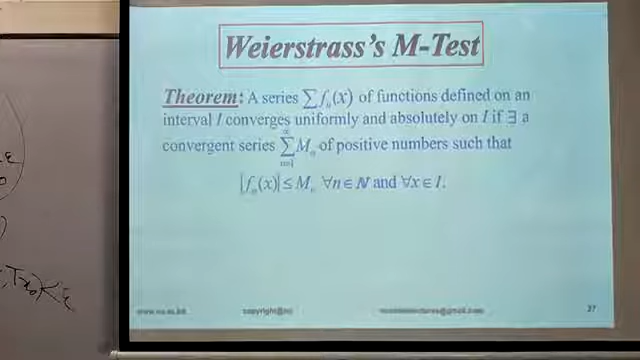 Weierstrass's M-Test
Theorem: A series ∑fₙ(x) of functions defined on an
interval I converges uniformly and absolutely on I if ∃ a
convergent series ∑_{n=1}^{∞} Mₙ of positive numbers such that
|fₙ(x)| ≤ Mₙ ∀n ∈ ℕ and ∀x ∈ I.
37